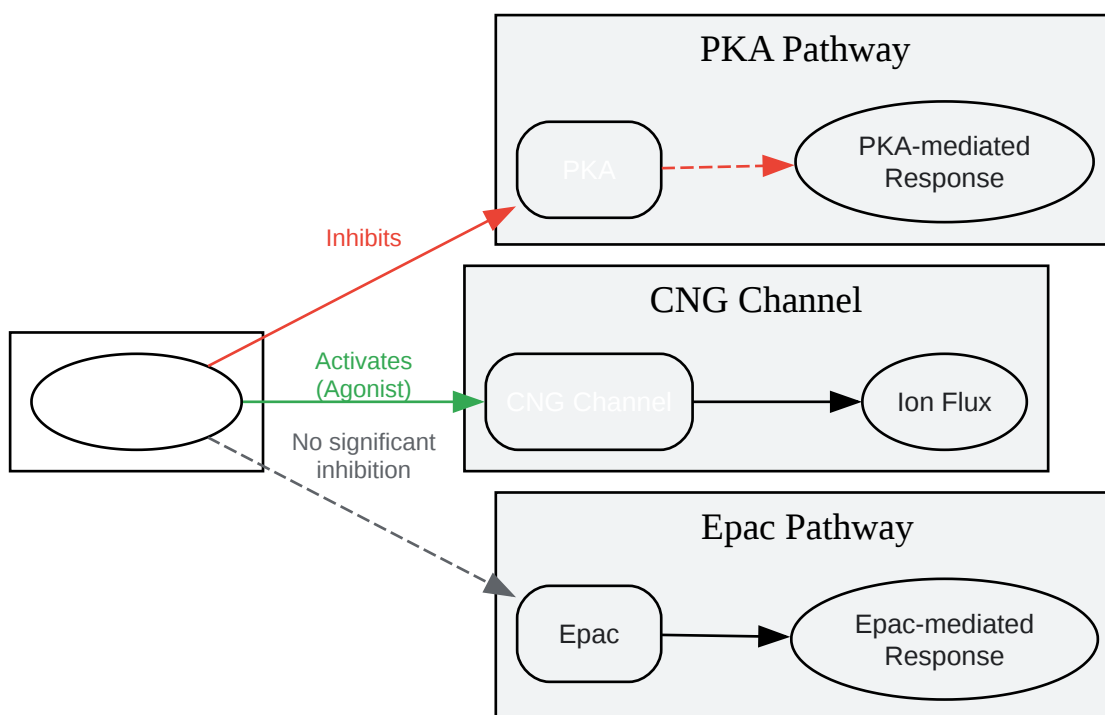 PKA Pathway
PKA
PKA-mediated
Response
Inhibits
CNG Channel
Activates
(Agonist)
CNG Channel
Ion Flux
No significant
inhibition
Epac Pathway
Epac
Epac-mediated
Response